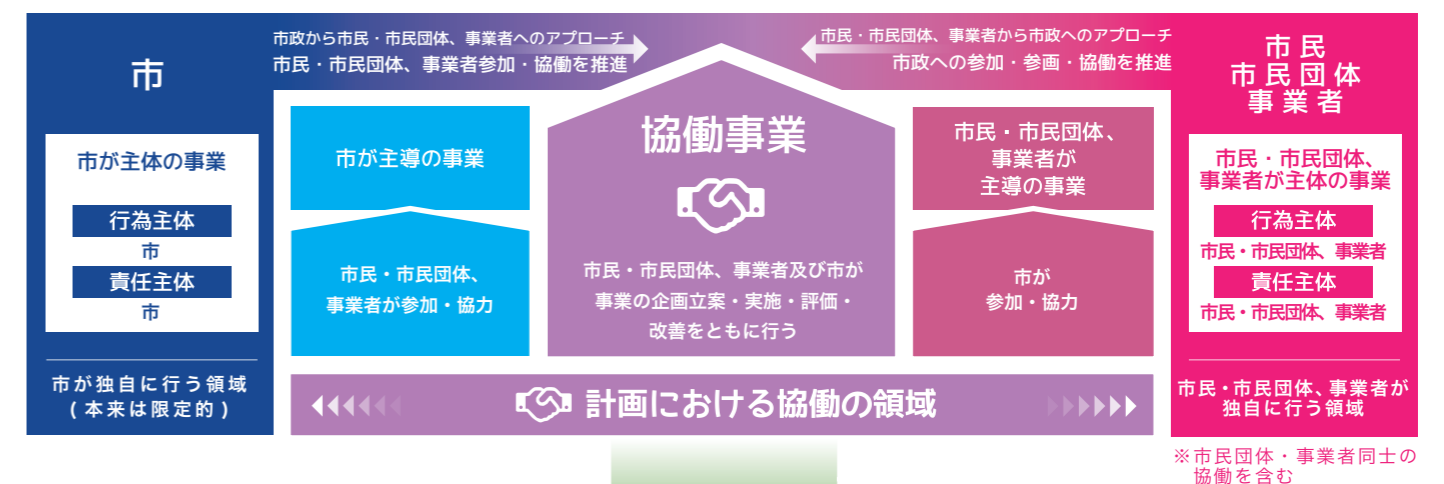 市
市が主体の事業
行為主体
市
責任主体
市
市が独自に行う領域
(本来は限定的)
市政から市民・市民団体、事業者へのアプローチ
市民・市民団体、事業者参加・協働を推進
市民・市民団体、事業者から市政へのアプローチ
市政への参加・参画・協働を推進
市が主導の事業
市民・市民団体、
事業者が参加・協力
協働事業
市民・市民団体、事業者及び市が
事業の企画立案・実施・評価・
改善をともに行う
市民・市民団体、
事業者が
主導の事業
市が
参加・協力
計画における協働の領域
市民
市民団体
事業者
市民・市民団体、
事業者が主体の事業
行為主体
市民・市民団体、事業者
責任主体
市民・市民団体、事業者
市民・市民団体、事業者が
独自に行う領域
※市民団体・事業者同士の
協働を含む